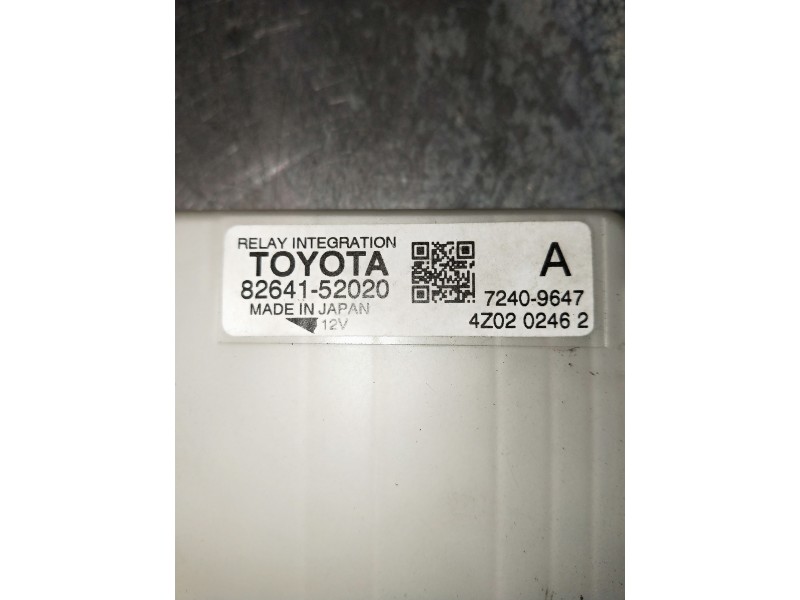 RELAY INTEGRATION
TOYOTA
82641-52020
MADE IN JAPAN
12V
A
7240-9647
4Z02 0246 2